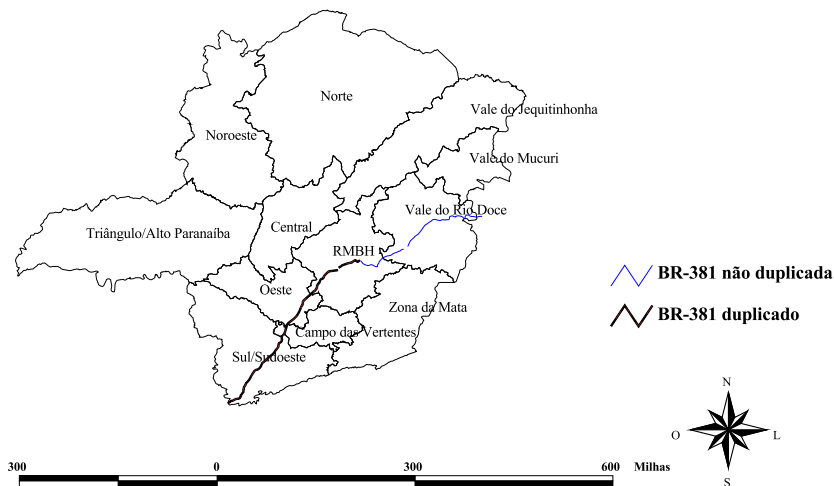 Norte
Vale do Jequitinhonha
Noroeste
Vale do Mucuri
Vale do Rio Doce
Triângulo/Alto Paranaíba
Central
RMBH
BR-381 não duplicada
Oeste
Zona da Mata
BR-381 duplicado
Campo das Vertentes
Sul/Sudoeste
N
O
L
S
300 0 300 600 Milhas